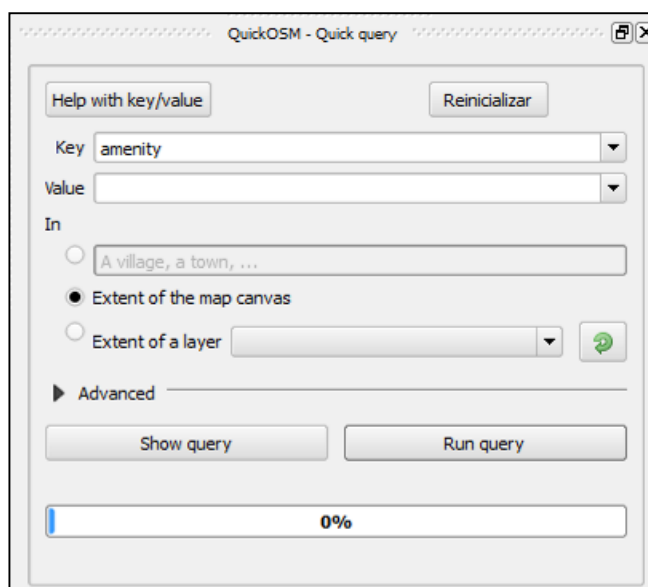 QuickOSM - Quick query
Help with key/value Reinicializar
Key amenity
Value
In
A village, a town, ...
Extent of the map canvas
Extent of a layer
Advanced
Show query Run query
0%